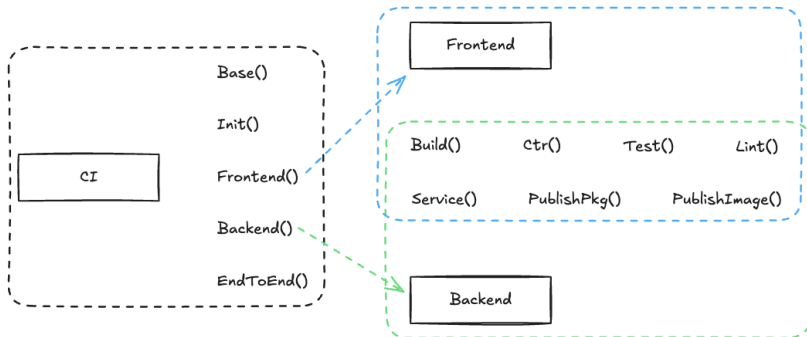 Frontend
Base()
Init()
Build() Ctr() Test() Lint()
CI
Frontend()
Service() PublishPkg() PublishImage()
Backend()
EndToEnd()
Backend